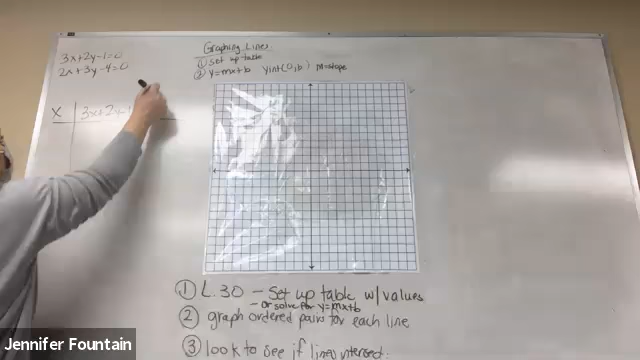 3x+2y-1=0
2x+3y-4=0
X
3x+2y-1
Graphing Lines
① set up table
② y=mx+b yint(0,b) m=slope
① L.30 - Set up table w/values
- or solve for y=mx+b
② graph ordered pairs for each line
③ look to see if lines intersect.
Jennifer Fountain